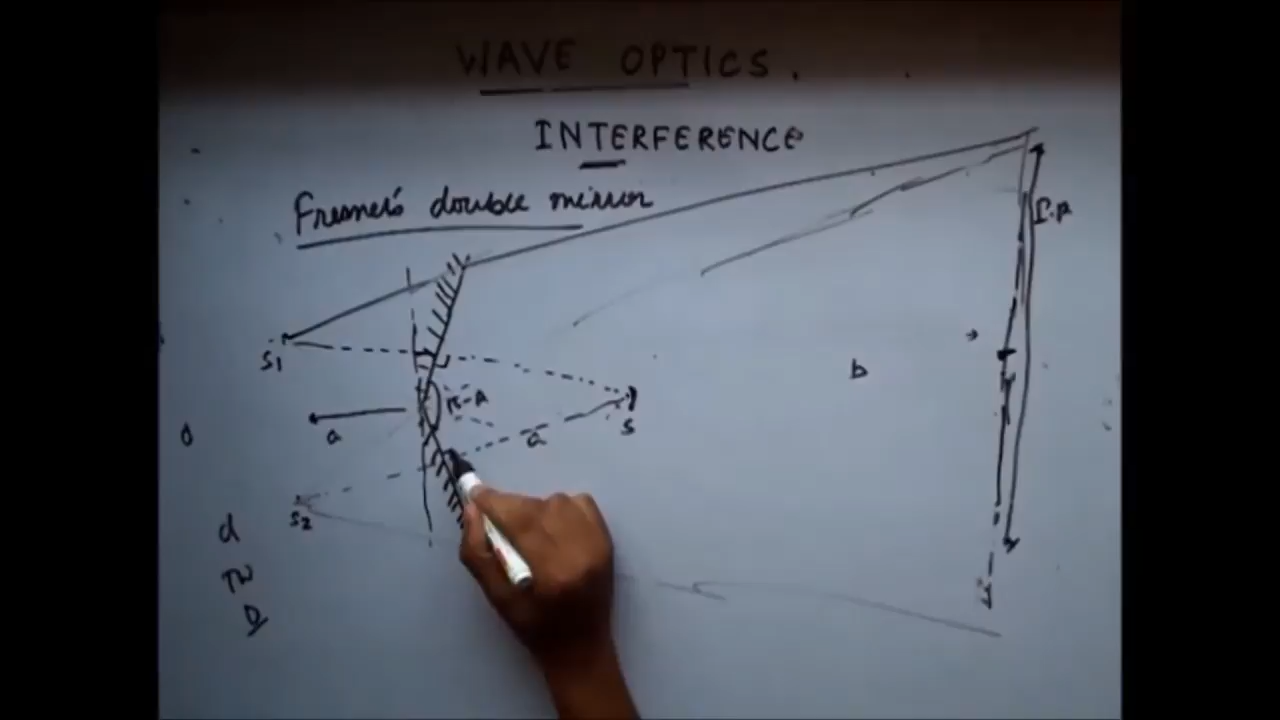 WAVE OPTICS.
INTERFERENCE
Fresnel's double mirror
I.P
S1
b
π-A
a
a
S
S2
d
D